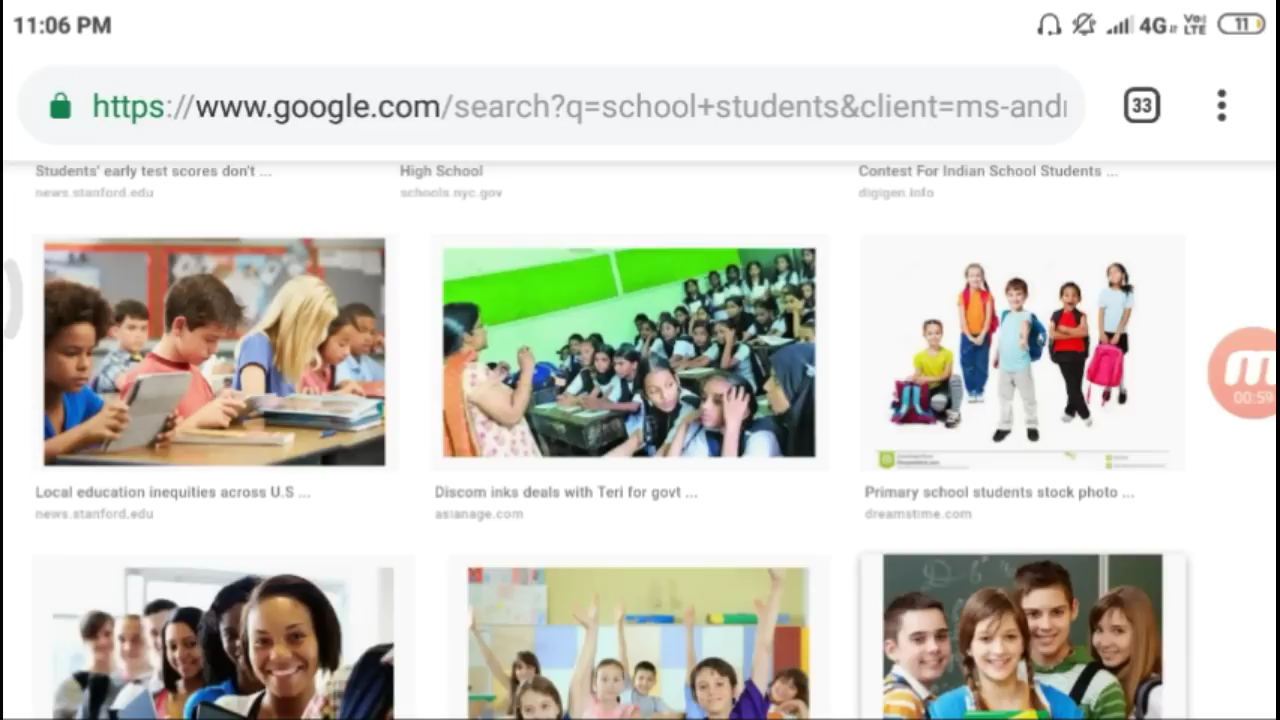 11:06 PM
4G
Vo)
LTE
11
https://www.google.com/search?q=school+students&client=ms-andr
33
Students' early test scores don't ...
news.stanford.edu
High School
schools.nyc.gov
Contest For Indian School Students ...
digigen.info
m
00:59
Local education inequities across U.S ...
news.stanford.edu
Discom inks deals with Teri for govt ...
asianage.com
Primary school students stock photo ...
dreamstime.com